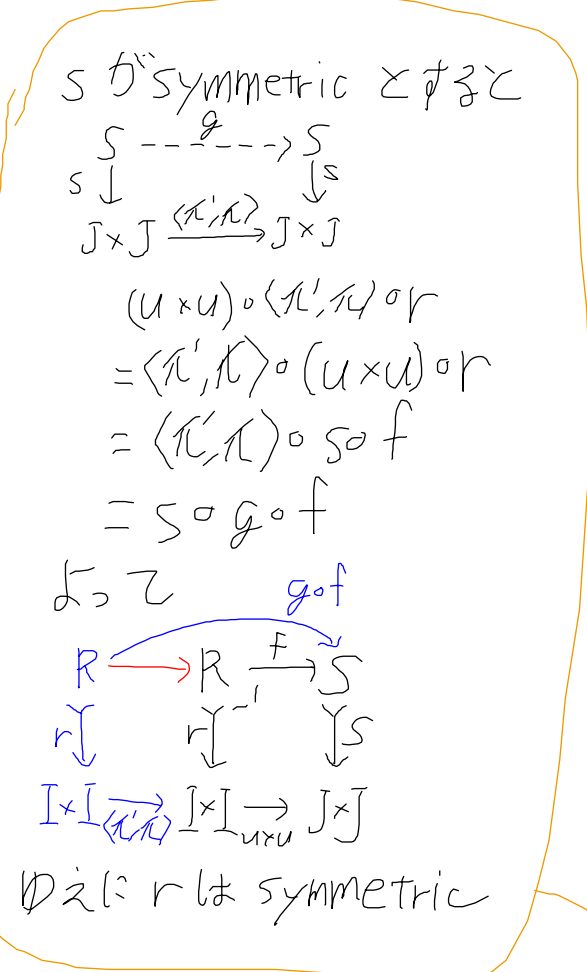 sがsymmetricとすると
g
S ----> S
s↓ ↓s
J×J → J×J
⟨π',π⟩
(u×u)∘⟨π',π⟩∘r
=⟨π',π⟩∘(u×u)∘r
=⟨π',π⟩∘s∘f
=s∘g∘f
よって
g∘f
R → R →f S
r↓ r↓ ↓s
I×I →⟨π',π⟩ I×I →u×u J×J
ゆえにrはsymmetric